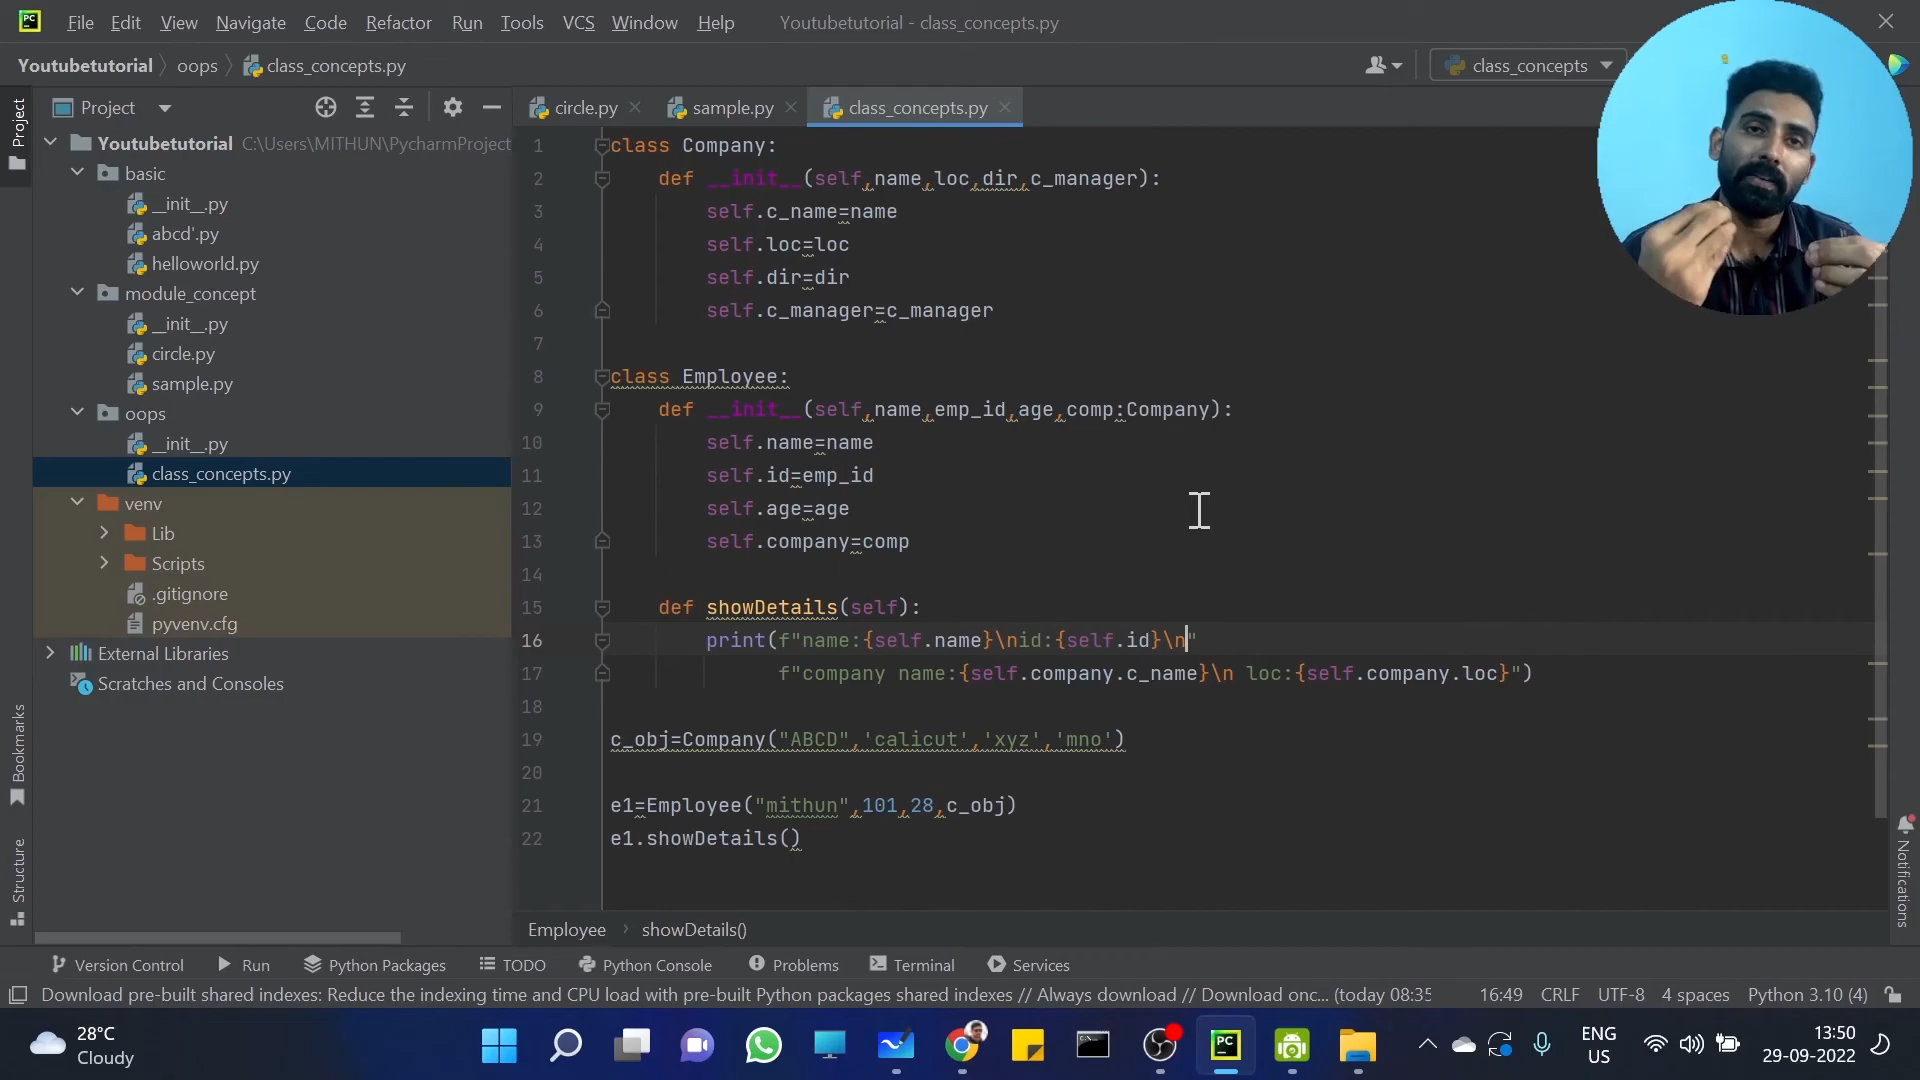 PC File Edit View Navigate Code Refactor Run Tools VCS Window Help Youtubetutorial - class_concepts.py
Youtubetutorial oops class_concepts.py class_concepts
Project
Project
circle.py sample.py class_concepts.py
Youtubetutorial C:\Users\MITHUN\PycharmProject
basic
__init__.py
abcd'.py
helloworld.py
module_concept
__init__.py
circle.py
sample.py
oops
__init__.py
class_concepts.py
venv
Lib
Scripts
.gitignore
pyvenv.cfg
External Libraries
Scratches and Consoles
Bookmarks
Structure
1 class Company:
2 def __init__(self,name,loc,dir,c_manager):
3 self.c_name=name
4 self.loc=loc
5 self.dir=dir
6 self.c_manager=c_manager
7
8 class Employee:
9 def __init__(self,name,emp_id,age,comp:Company):
10 self.name=name
11 self.id=emp_id
12 self.age=age
13 self.company=comp
14
15 def showDetails(self):
16 print(f"name:{self.name}\nid:{self.id}\n"
17 f"company name:{self.company.c_name}\n loc:{self.company.loc}")
18
19 c_obj=Company("ABCD",'calicut','xyz','mno')
20
21 e1=Employee("mithun",101,28,c_obj)
22 e1.showDetails()
Notifications
Employee showDetails()
Version Control Run Python Packages TODO Python Console Problems Terminal Services
Download pre-built shared indexes: Reduce the indexing time and CPU load with pre-built Python packages shared indexes // Always download // Download onc... (today 08:35 16:49 CRLF UTF-8 4 spaces Python 3.10 (4)
28°C
Cloudy
PC
ENG
US
13:50
29-09-2022